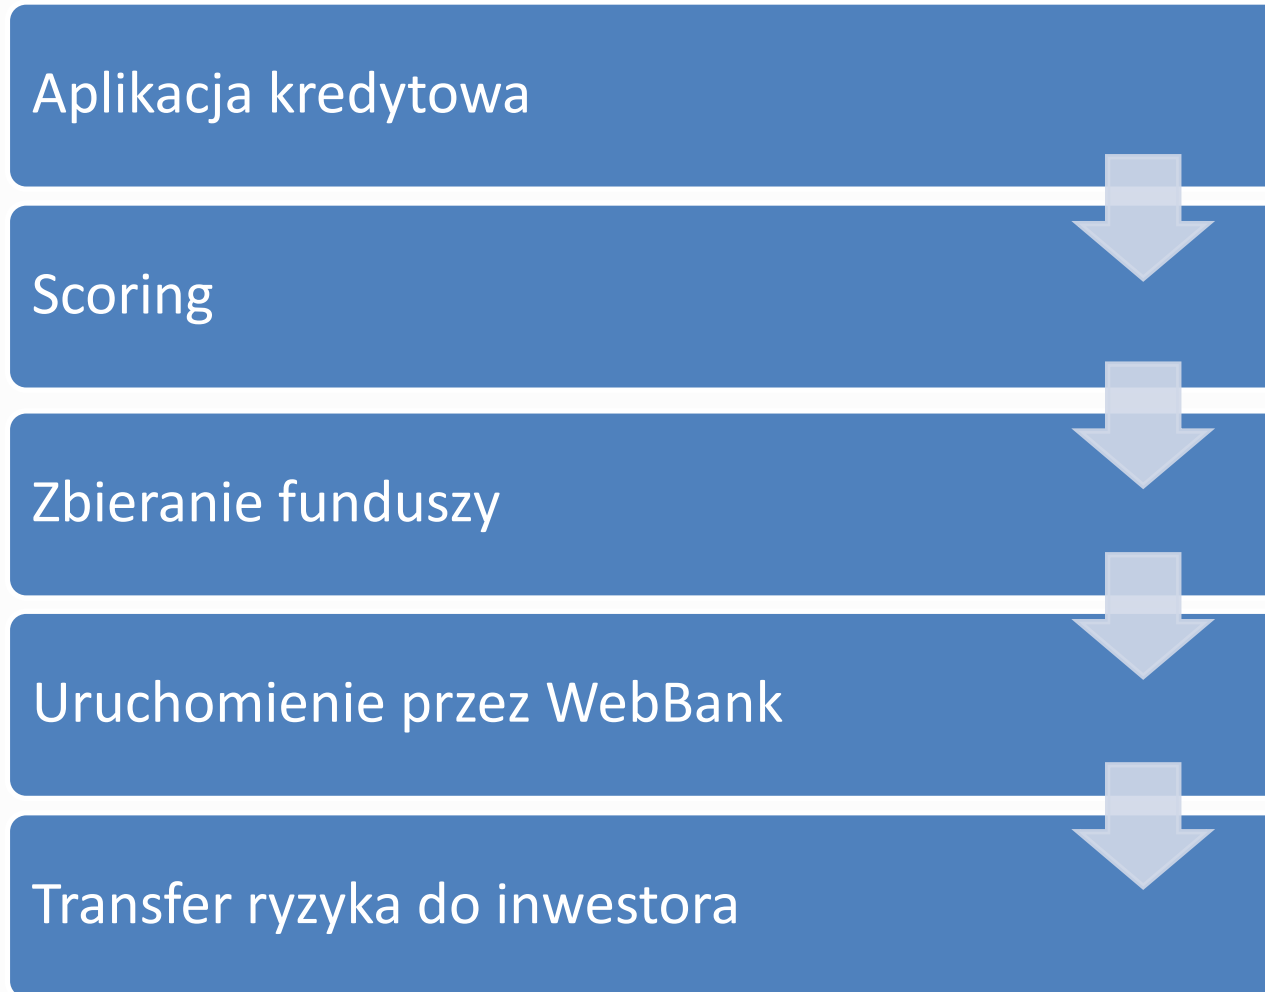 Aplikacja kredytowa
Scoring
Zbieranie funduszy
Uruchomienie przez WebBank
Transfer ryzyka do inwestora